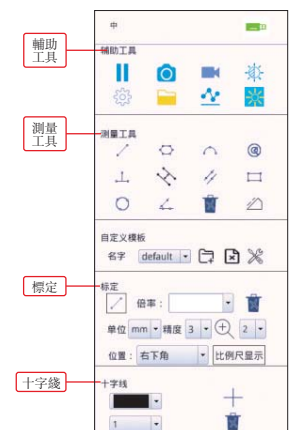 中
輔助
工具
辅助工具
測量
工具
测量工具
自定义模板
名字 default
標定
标定
倍率：
单位 mm 精度 3 2
位置： 右下角 比例尺显示
十字綫
十字线
1